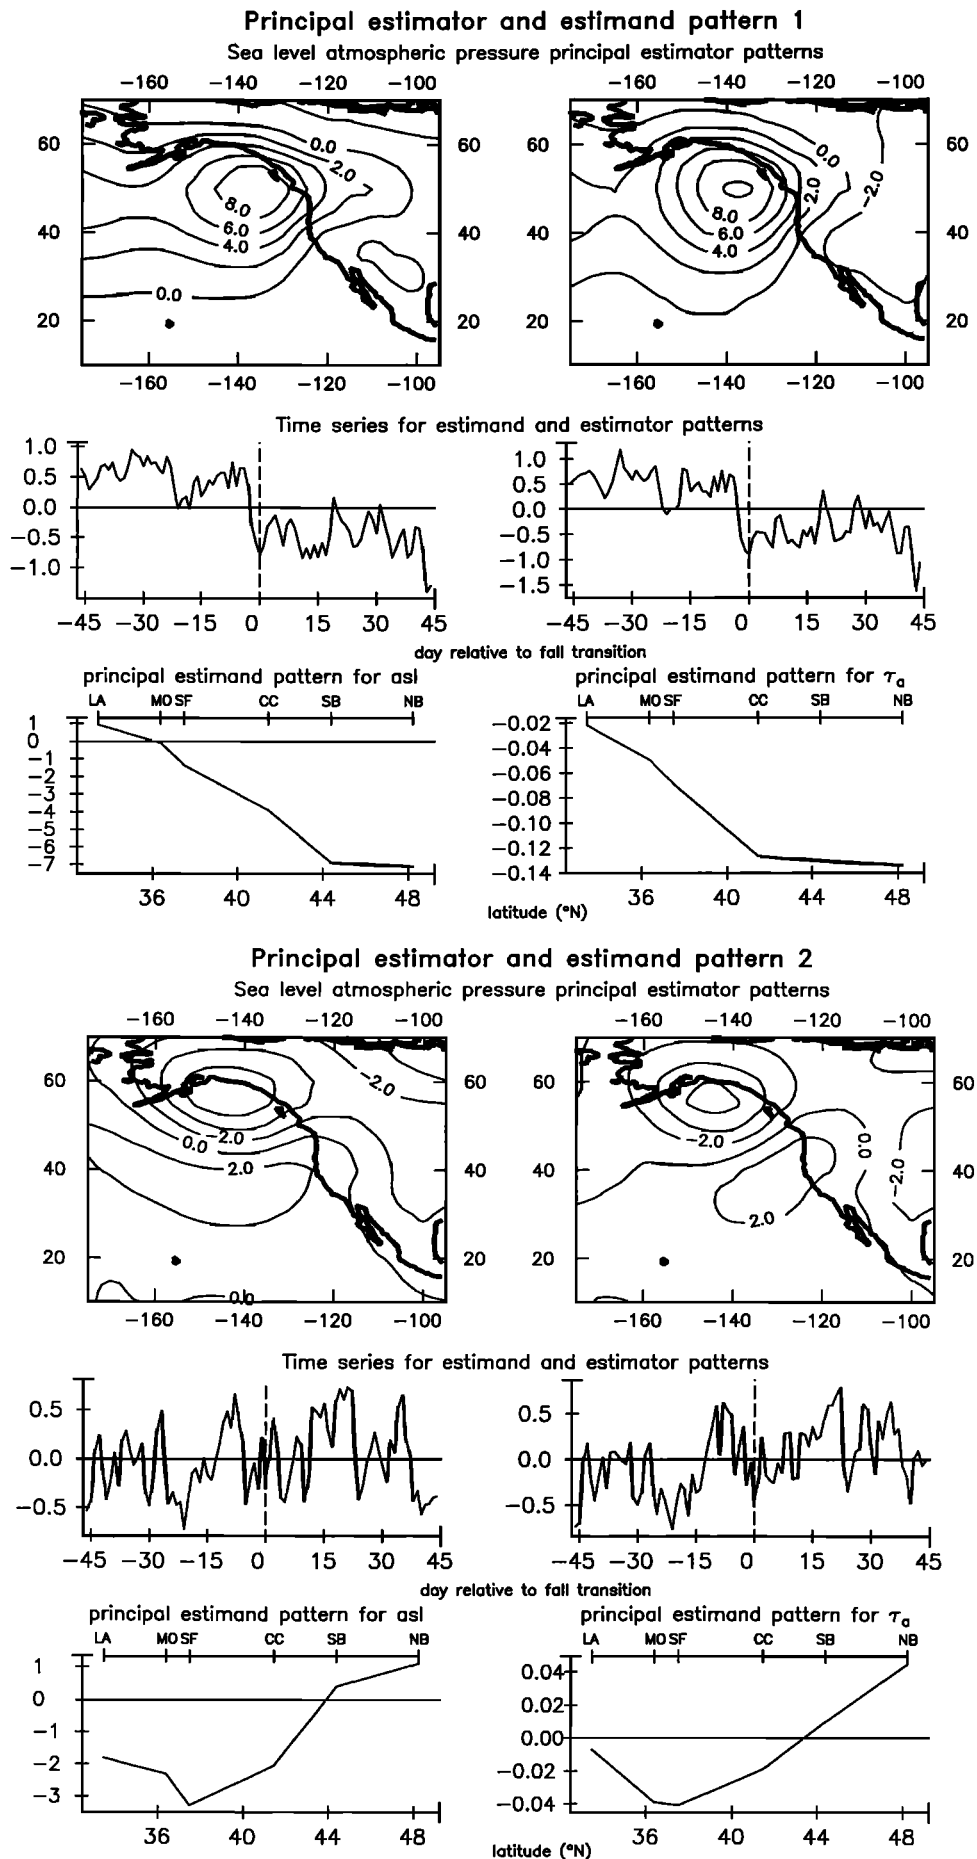 Principal estimator and estimand pattern 1
Sea level atmospheric pressure principal estimator patterns
-160 -140 -120 -100 -160 -140 -120 -100
60 60 60
40 40 40
20 20 20
0.0 2.0 8.0 6.0 4.0 0.0
0.0 -2.0 2.0 8.0 6.0 4.0
-160 -140 -120 -100 -160 -140 -120 -100
Time series for estimand and estimator patterns
1.0 0.5 0.0 -0.5 -1.0
1.0 0.5 0.0 -0.5 -1.0 -1.5
-45 -30 -15 0 15 30 45 -45 -30 -15 0 15 30 45
day relative to fall transition
principal estimand pattern for asl principal estimand pattern for τa
LA MO SF CC SB NB LA MO SF CC SB NB
1 0 -1 -2 -3 -4 -5 -6 -7
-0.02 -0.04 -0.06 -0.08 -0.10 -0.12 -0.14
36 40 44 48 36 40 44 48
latitude (°N)
Principal estimator and estimand pattern 2
Sea level atmospheric pressure principal estimator patterns
-160 -140 -120 -100 -160 -140 -120 -100
60 60 60
40 40 40
20 20 20
-2.0 0.0 -2.0 2.0 0.0
-2.0 0.0 -2.0 2.0
-160 -140 -120 -100 -160 -140 -120 -100
Time series for estimand and estimator patterns
0.5 0.0 -0.5
0.5 0.0 -0.5
-45 -30 -15 0 15 30 45 -45 -30 -15 0 15 30 45
day relative to fall transition
principal estimand pattern for asl principal estimand pattern for τa
LA MO SF CC SB NB LA MO SF CC SB NB
1 0 -1 -2 -3
0.04 0.02 0.00 -0.02 -0.04
36 40 44 48 36 40 44 48
latitude (°N)